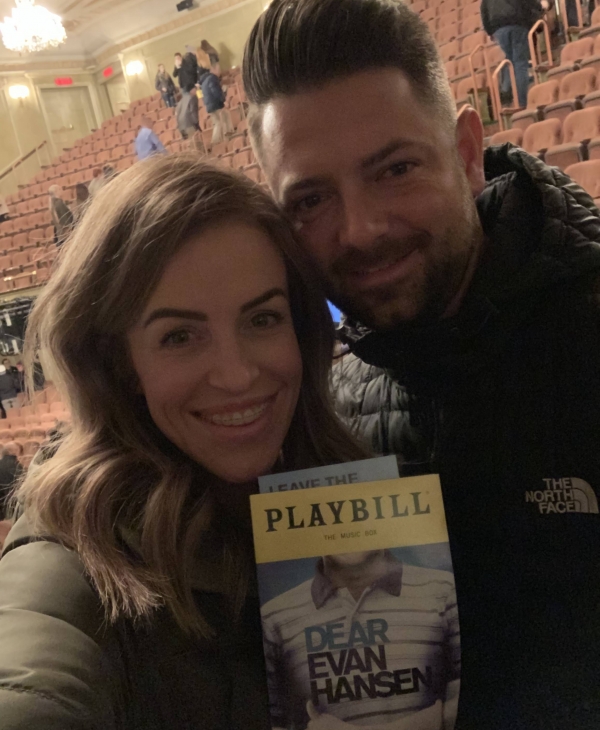 LEAVE THE
PLAYBILL
THE MUSIC BOX
DEAR
EVAN
HANSEN
THE
NORTH
FACE